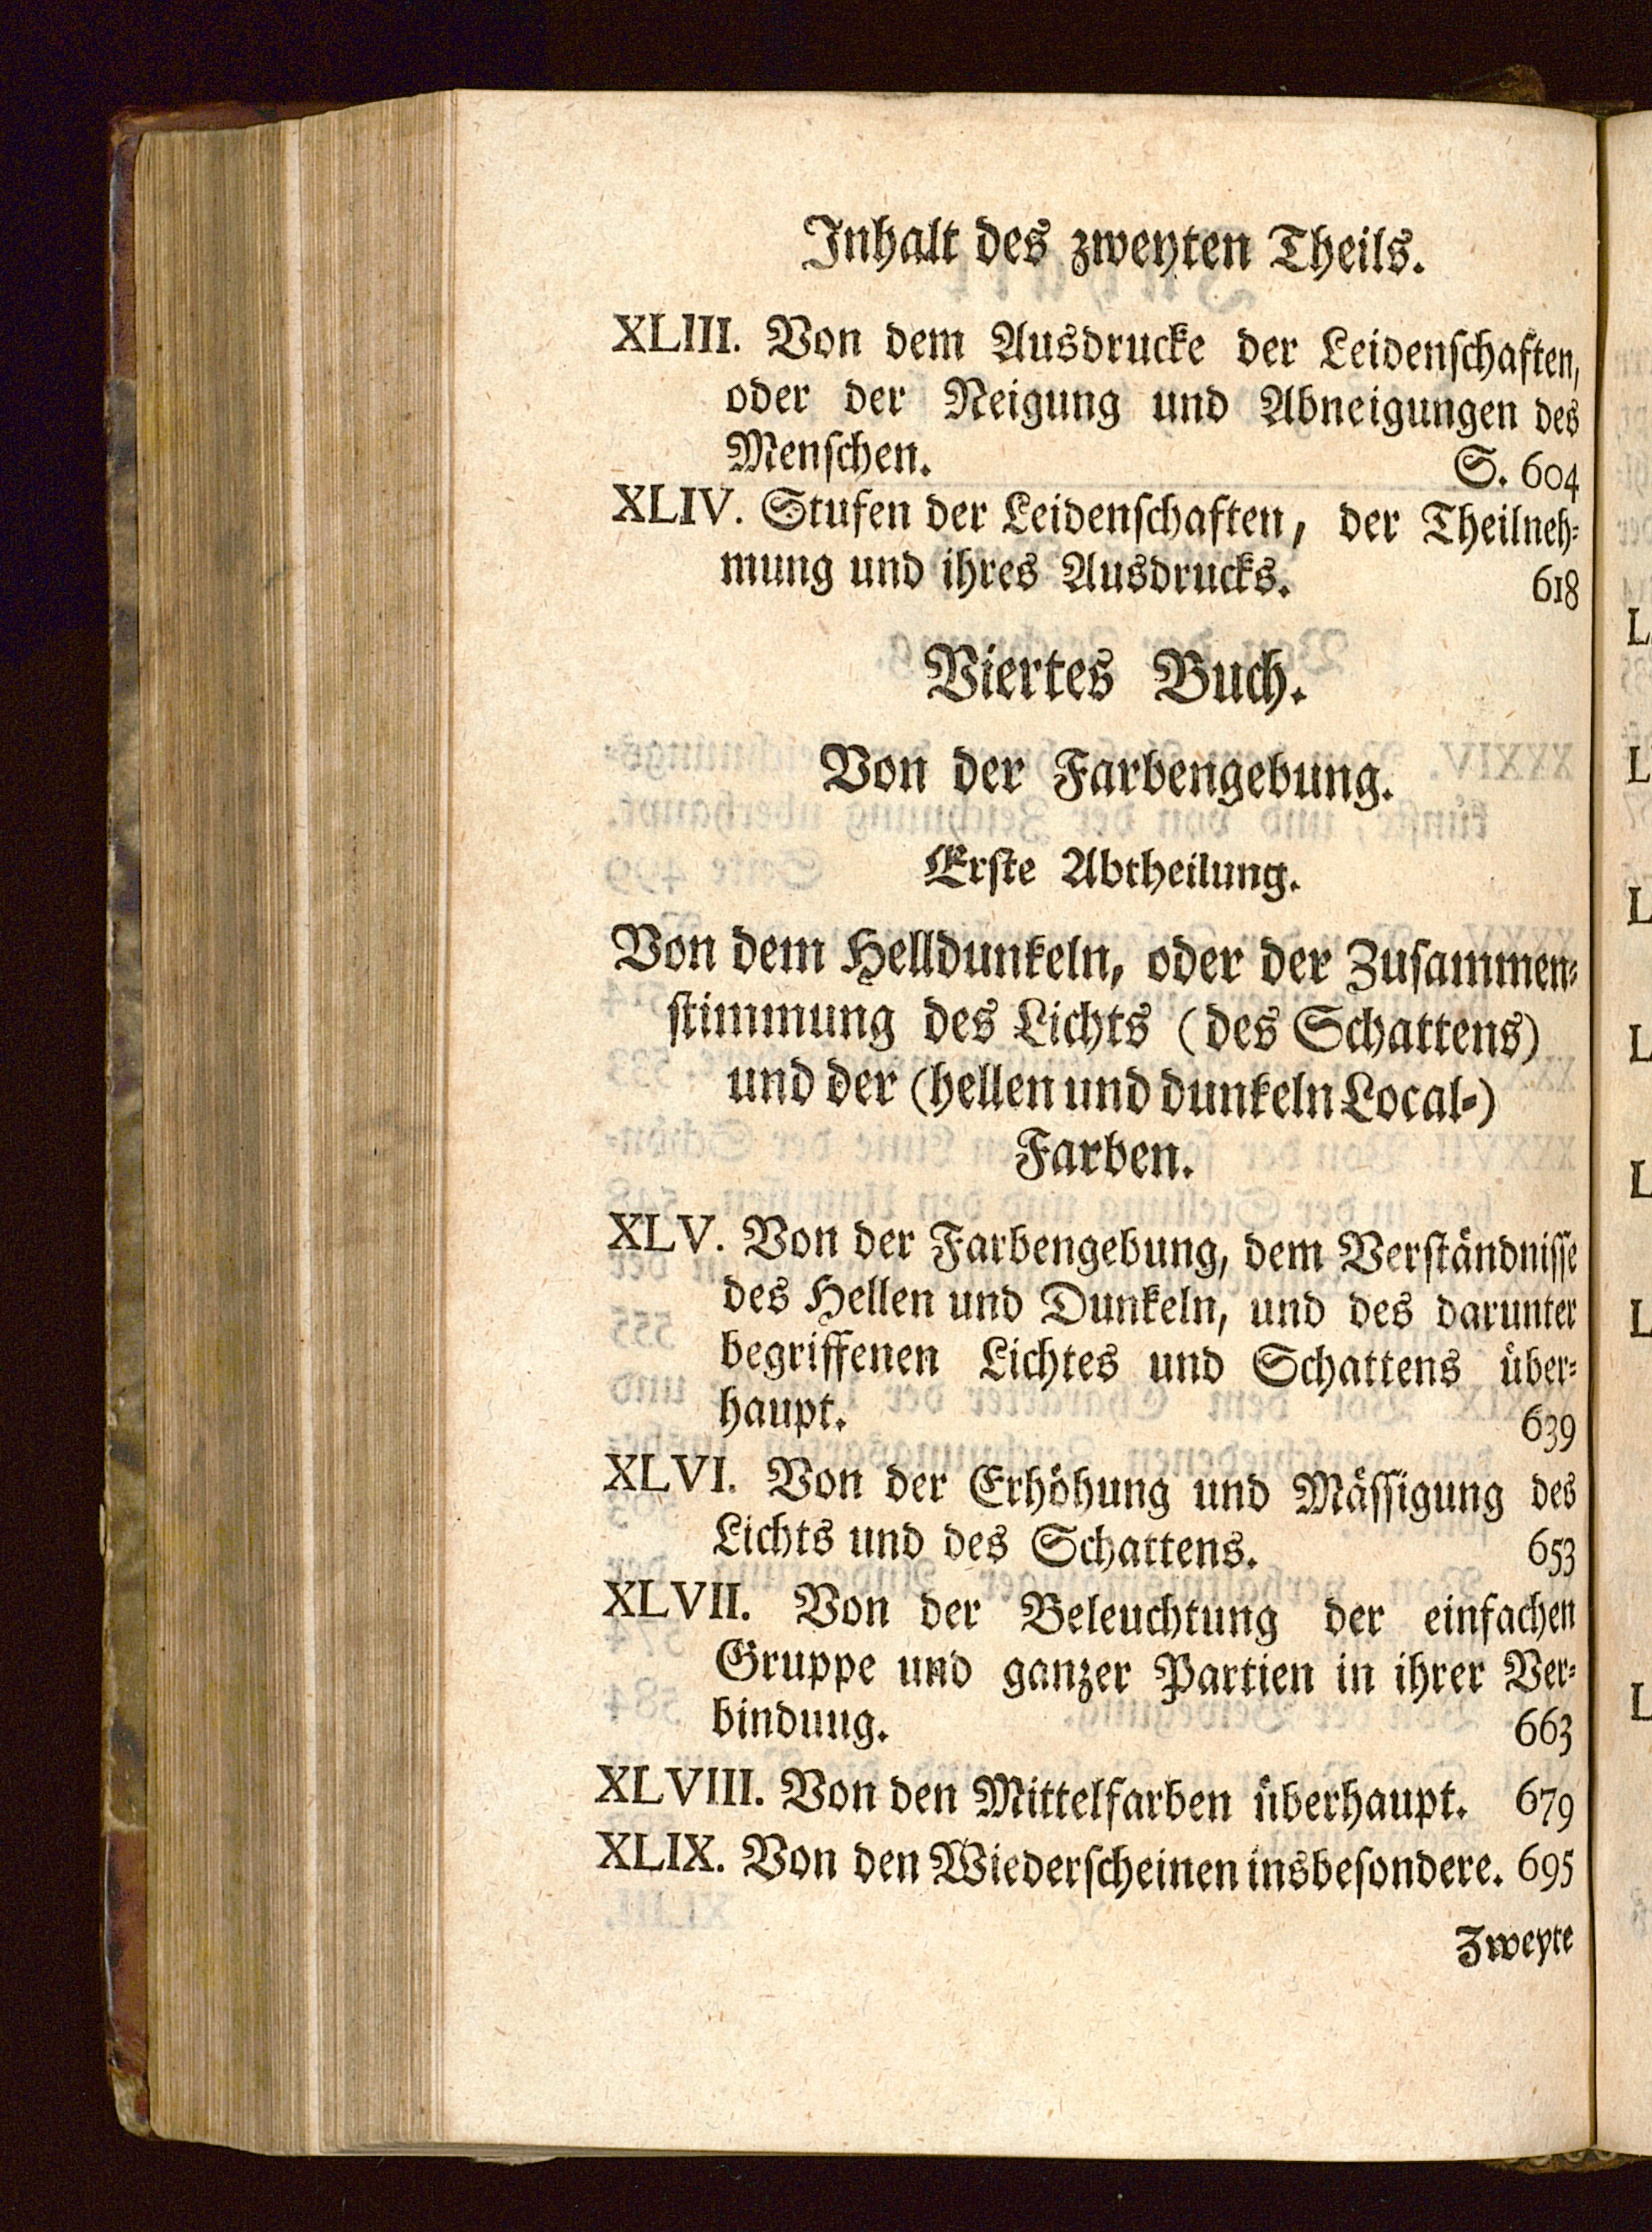 Inhalt des zweyten Theils.
XLIII. Von dem Ausdrucke der Leidenſchaften,
oder der Neigung und Abneigungen des
Menſchen. S. 604
XLIV. Stufen der Leidenſchaften, der Theilneh-
mung und ihres Ausdrucks. 618
Viertes Buch.
Von der Farbengebung.
Erſte Abtheilung.
Von dem Helldunkeln, oder der Zuſammen-
ſtimmung des Lichts (des Schattens)
und der (hellen und dunkeln Local-)
Farben.
XLV. Von der Farbengebung, dem Verſtändniſſe
des Hellen und Dunkeln, und des darunter
begriffenen Lichtes und Schattens über-
haupt. 639
XLVI. Von der Erhöhung und Mäſſigung des
Lichts und des Schattens. 653
XLVII. Von der Beleuchtung der einfachen
Gruppe und ganzer Partien in ihrer Ver-
bindung. 663
XLVIII. Von den Mittelfarben überhaupt. 679
XLIX. Von den Wiederſcheinen insbeſondere. 695
Zweyte
L
L
L
L
L
L
L